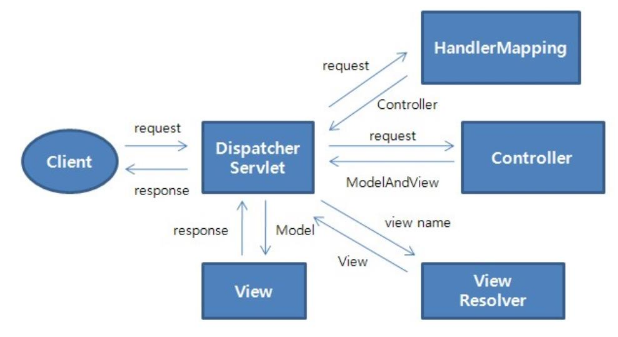 HandlerMapping
request
Controller
Client
request
response
Dispatcher
Servlet
request
ModelAndView
Controller
response
Model
view name
View
View
View
Resolver